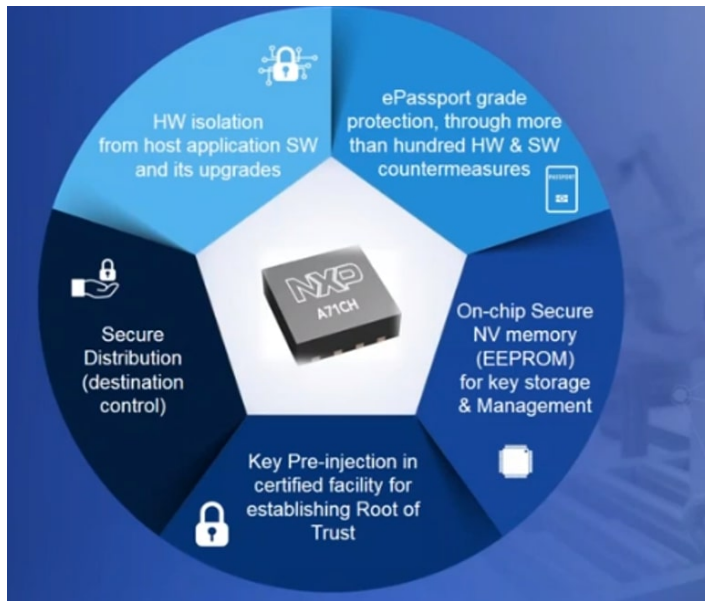 HW isolation
from host application SW
and its upgrades
ePassport grade
protection, through more
than hundred HW & SW
countermeasures
PASSPORT
NXP
A71CH
Secure
Distribution
(destination
control)
On-chip Secure
NV memory
(EEPROM)
for key storage
& Management
Key Pre-injection in
certified facility for
establishing Root of
Trust